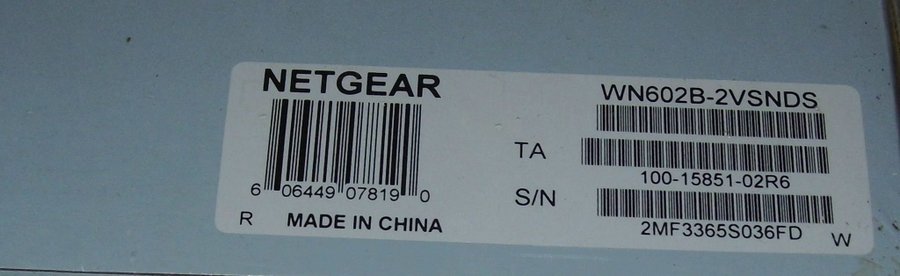 NETGEAR
6 06449 07819 0
R MADE IN CHINA
WN602B-2VSNDS
TA
100-15851-02R6
S/N
2MF3365S036FD
W